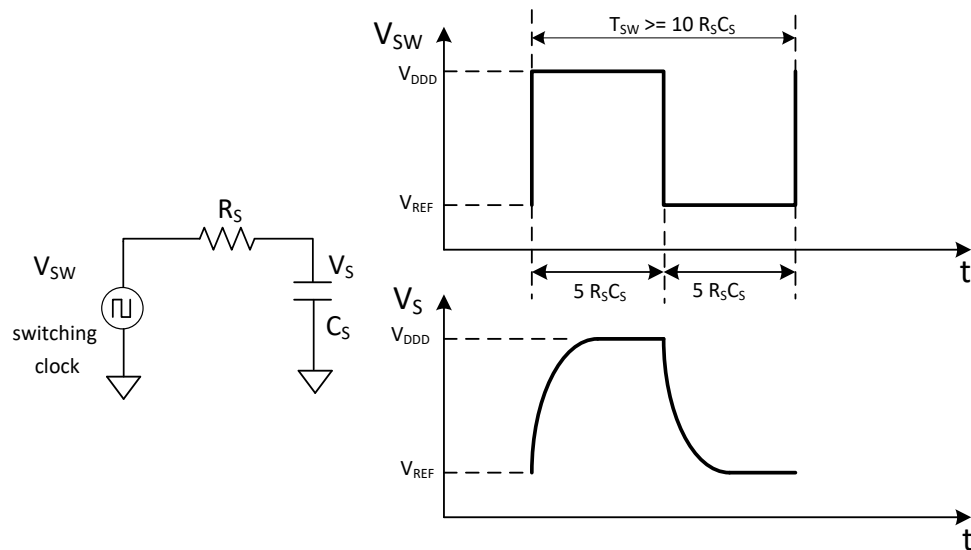 V_SW
switching
clock
R_S
V_S
C_S
V_SW
T_SW >= 10 R_SC_S
V_DDD
V_REF
t
5 R_SC_S
5 R_SC_S
V_S
V_DDD
V_REF
t